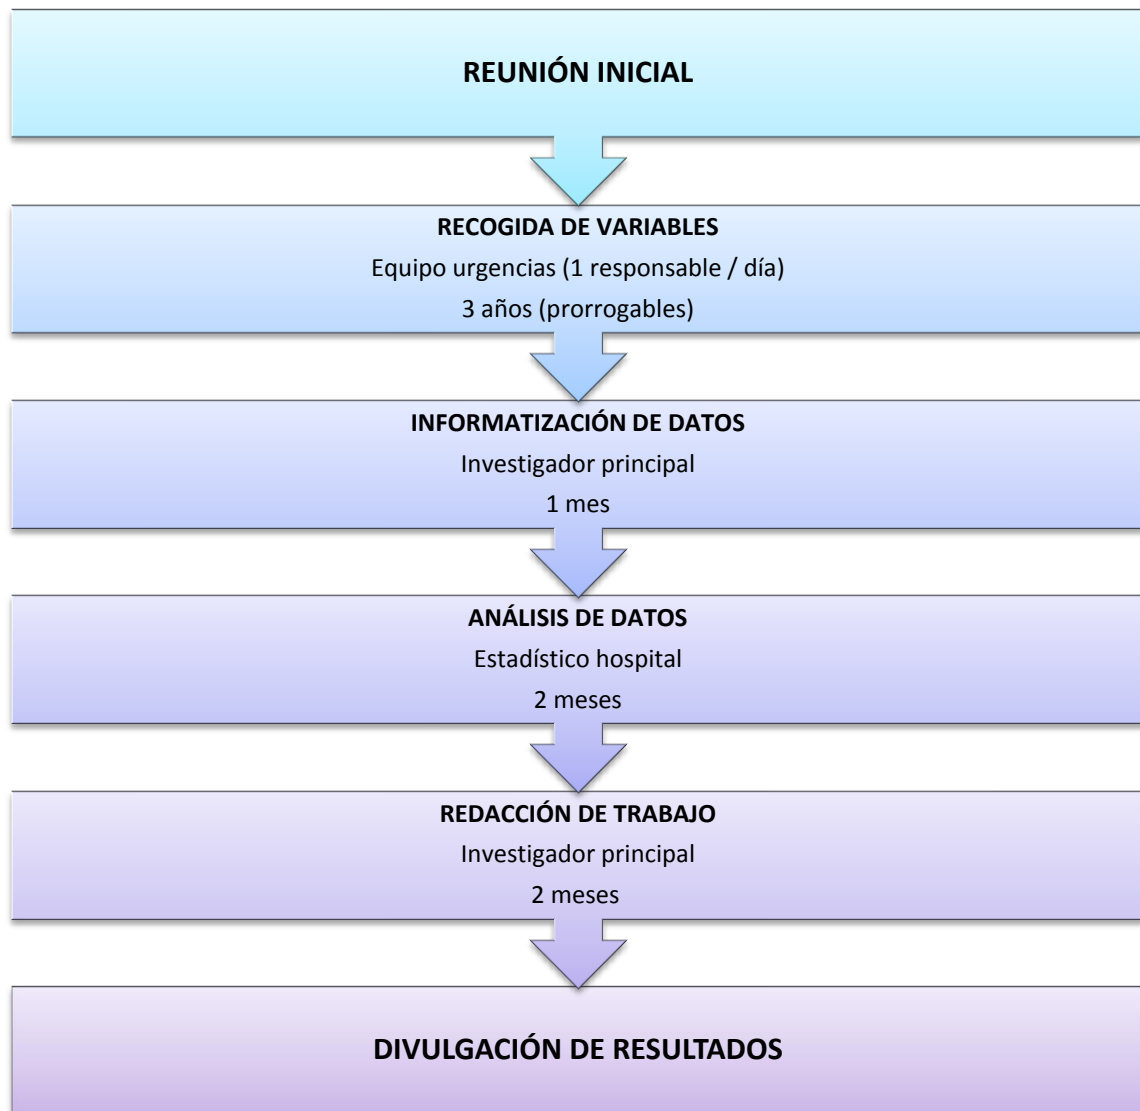 REUNIÓN INICIAL
RECOGIDA DE VARIABLES
Equipo urgencias (1 responsable / día)
3 años (prorrogables)
INFORMATIZACIÓN DE DATOS
Investigador principal
1 mes
ANÁLISIS DE DATOS
Estadístico hospital
2 meses
REDACCIÓN DE TRABAJO
Investigador principal
2 meses
DIVULGACIÓN DE RESULTADOS